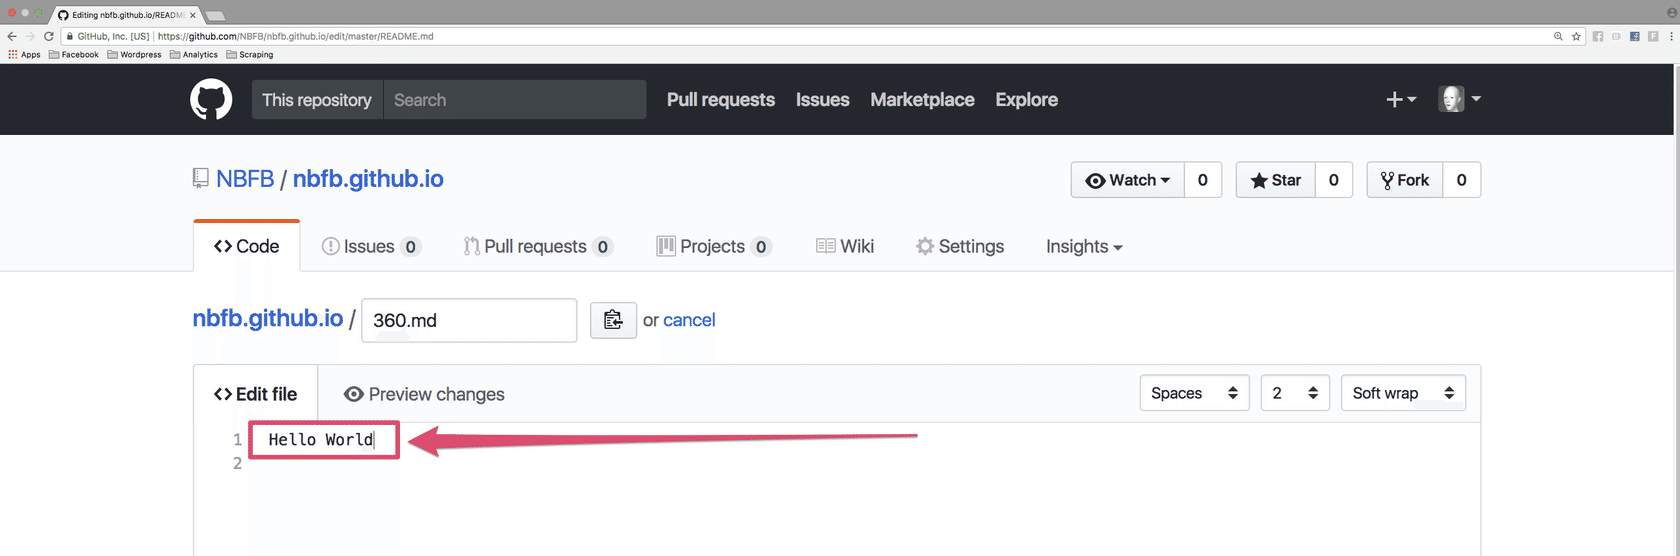 Editing nbfb.github.io/README
GitHub, Inc. [US] | https://github.com/NBFB/nbfb.github.io/edit/master/README.md
Apps Facebook Wordpress Analytics Scraping
This repository Search Pull requests Issues Marketplace Explore
NBFB / nbfb.github.io Watch 0 Star 0 Fork 0
<> Code Issues 0 Pull requests 0 Projects 0 Wiki Settings Insights
nbfb.github.io / 360.md or cancel
<> Edit file Preview changes Spaces 2 Soft wrap
1 Hello World
2